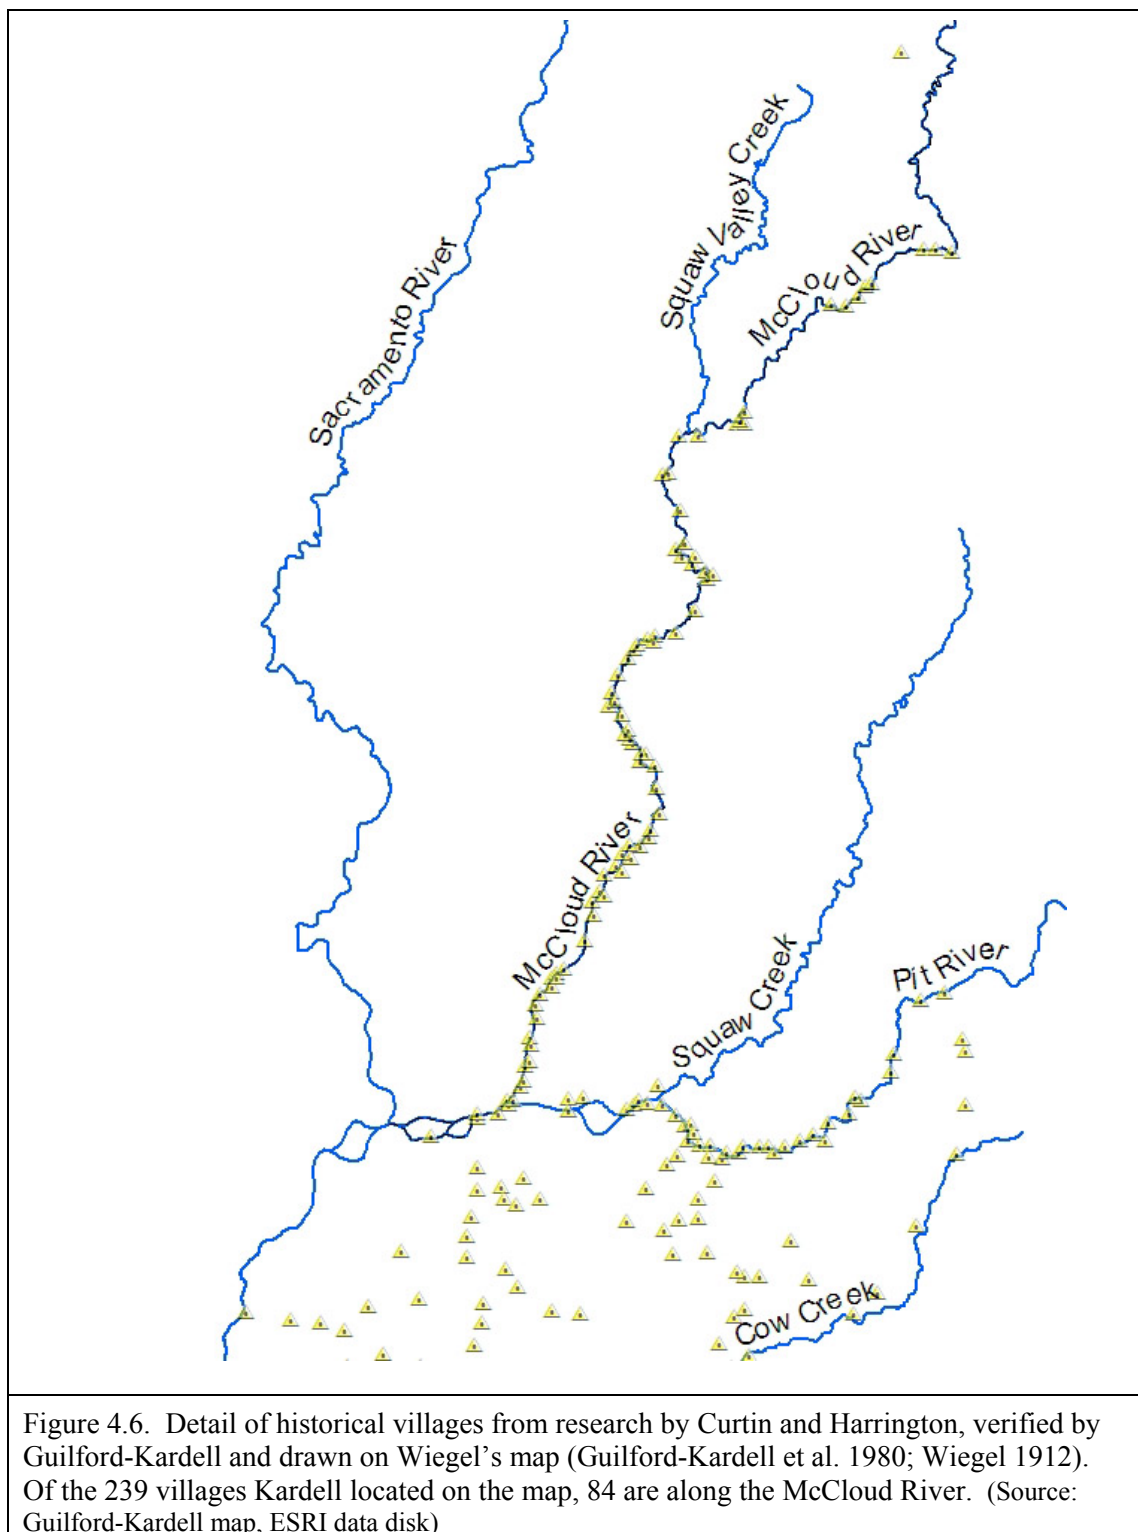 Squaw Valley Creek
McCloud River
Sacramento River
McCloud River
Squaw Creek
Pit River
Cow Creek
Figure 4.6.  Detail of historical villages from research by Curtin and Harrington, verified by
Guilford-Kardell and drawn on Wiegel’s map (Guilford-Kardell et al. 1980; Wiegel 1912).
Of the 239 villages Kardell located on the map, 84 are along the McCloud River.  (Source:
Guilford-Kardell map, ESRI data disk)